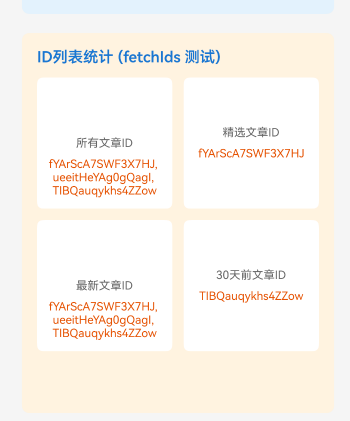 ID列表统计 (fetchIds 测试)
所有文章ID
fYArScA7SWF3X7HJ,
ueeitHeYAg0gQagI,
TIBQauqykhs4ZZow
精选文章ID
fYArScA7SWF3X7HJ
最新文章ID
fYArScA7SWF3X7HJ,
ueeitHeYAg0gQagI,
TIBQauqykhs4ZZow
30天前文章ID
TIBQauqykhs4ZZow